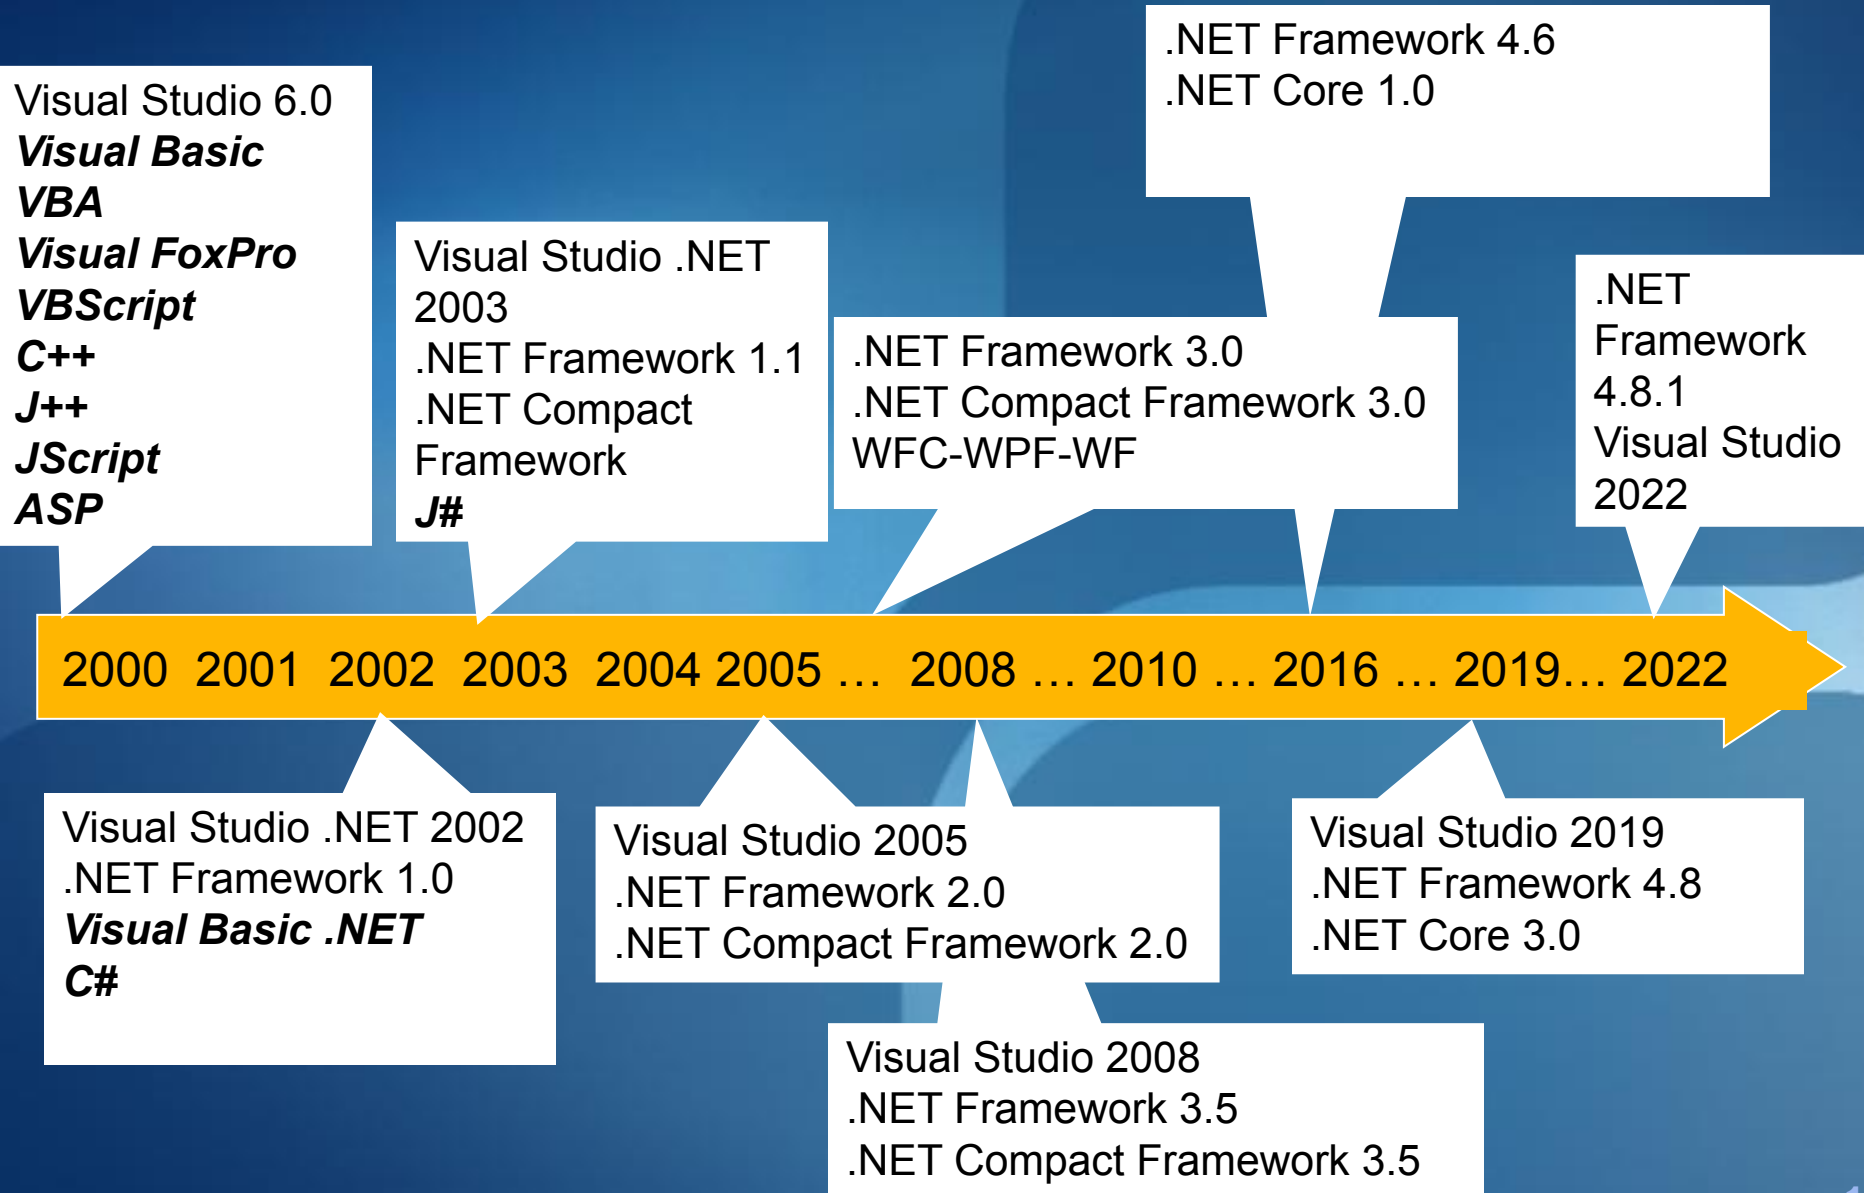 .NET Framework 4.6
.NET Core 1.0
Visual Studio 6.0
Visual Basic
VBA
Visual FoxPro
VBScript
C++
J++
JScript
ASP
Visual Studio .NET
2003
.NET Framework 1.1
.NET Compact
Framework
J#
.NET Framework 3.0
.NET Compact Framework 3.0
WFC-WPF-WF
.NET
Framework
4.8.1
Visual Studio
2022
2000 2001 2002 2003 2004 2005 … 2008 … 2010 … 2016 … 2019… 2022
Visual Studio .NET 2002
.NET Framework 1.0
Visual Basic .NET
C#
Visual Studio 2005
.NET Framework 2.0
.NET Compact Framework 2.0
Visual Studio 2019
.NET Framework 4.8
.NET Core 3.0
Visual Studio 2008
.NET Framework 3.5
.NET Compact Framework 3.5